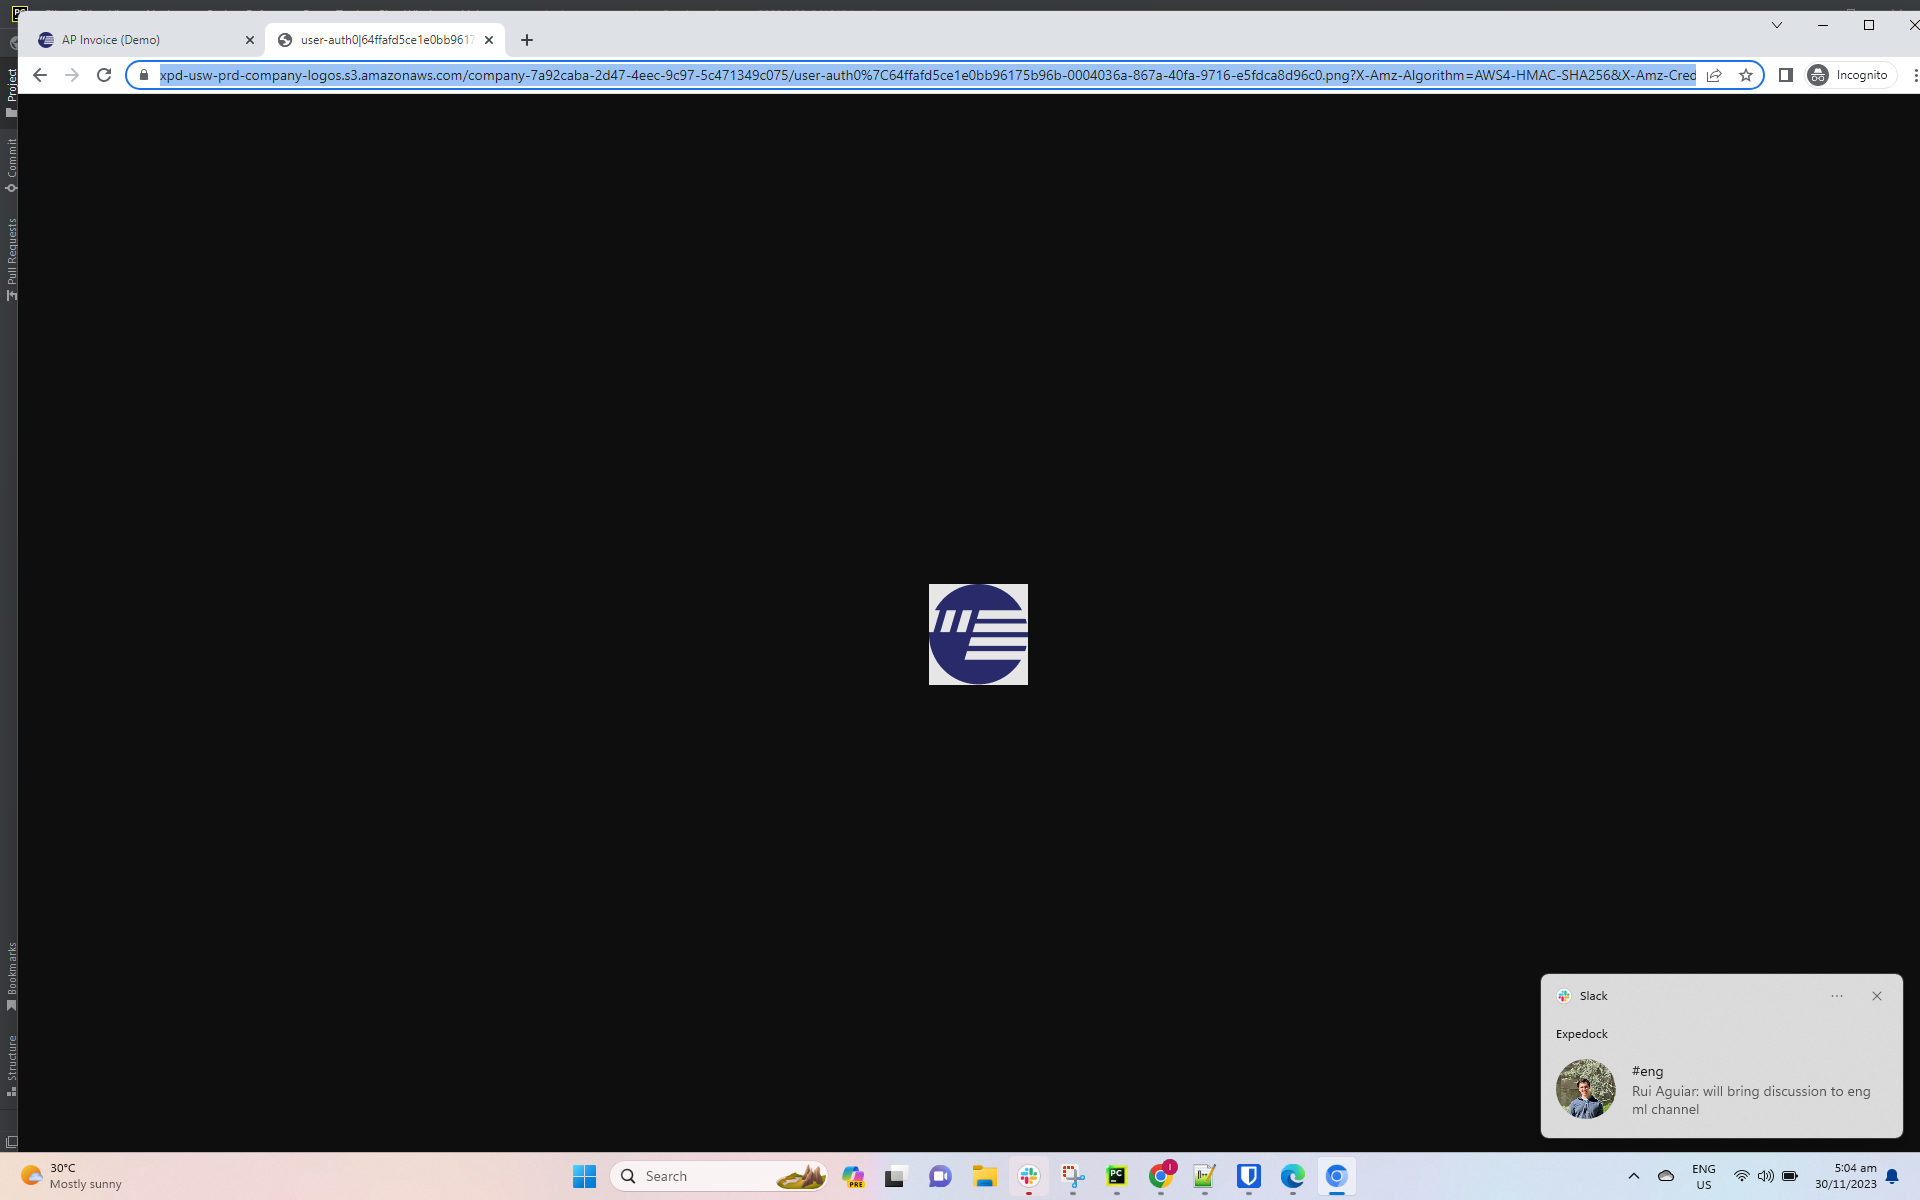 AP Invoice (Demo)
user-auth0|64ffafd5ce1e0bb9617
xpd-usw-prd-company-logos.s3.amazonaws.com/company-7a92caba-2d47-4eec-9c97-5c471349c075/user-auth0%7C64ffafd5ce1e0bb96175b96b-0004036a-867a-40fa-9716-e5fdca8d96c0.png?X-Amz-Algorithm=AWS4-HMAC-SHA256&X-Amz-Cred
Incognito
Project
Commit
Pull Requests
Bookmarks
Structure
Slack
Expedock
#eng
Rui Aguiar: will bring discussion to eng
ml channel
30°C
Mostly sunny
Search
PRE
PC
ENG
US
5:04 am
30/11/2023